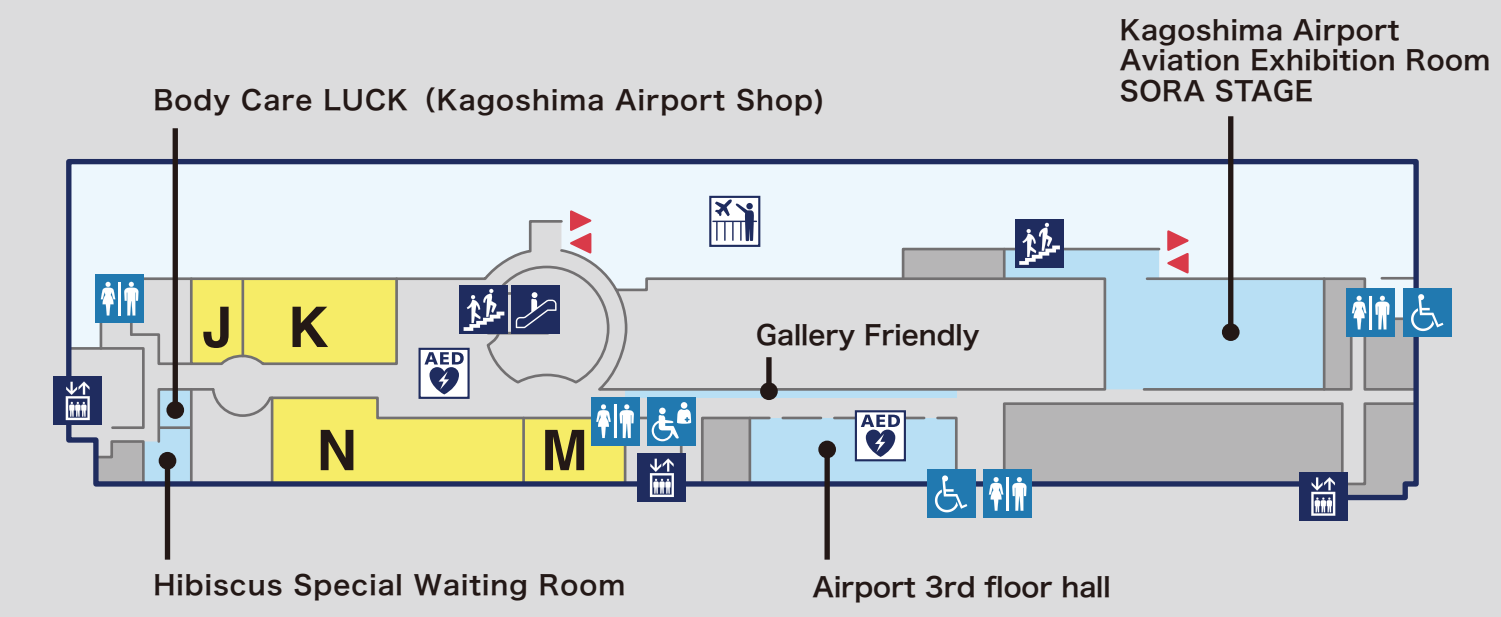 Kagoshima Airport
Aviation Exhibition Room
SORA STAGE
Body Care LUCK（Kagoshima Airport Shop）
J
K
AED
Gallery Friendly
N
M
AED
Hibiscus Special Waiting Room
Airport 3rd floor hall